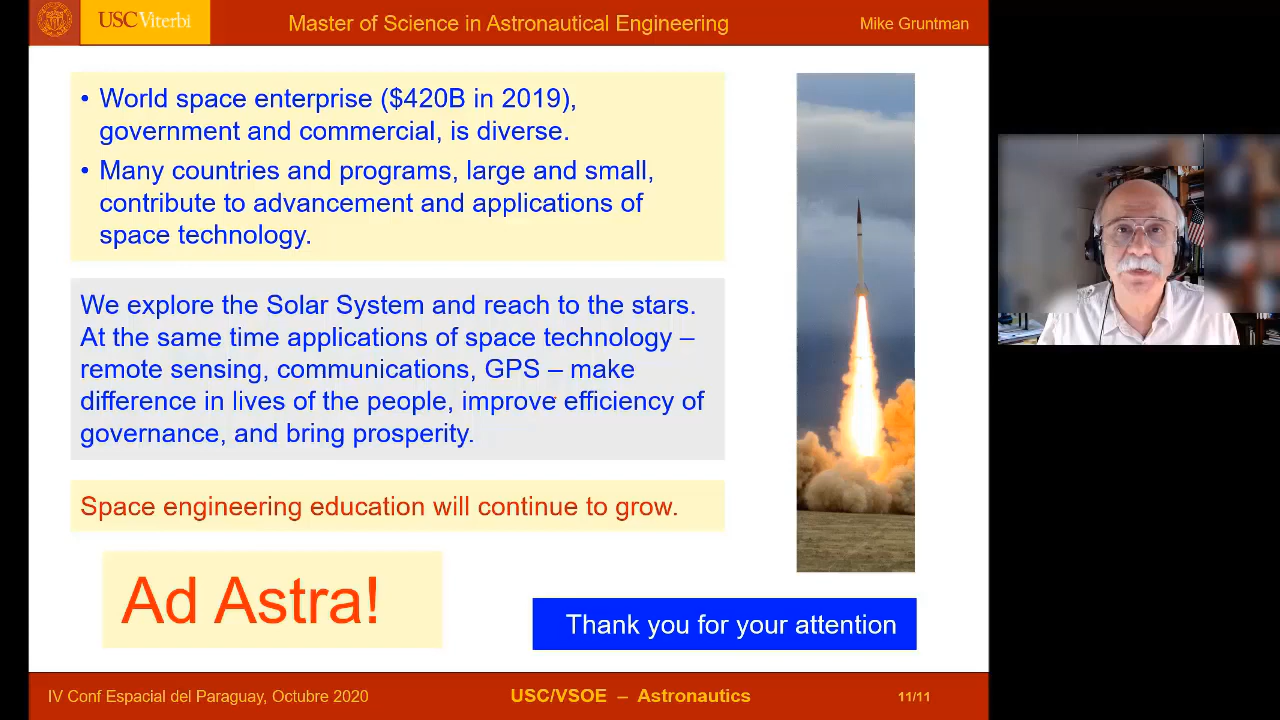 USC Viterbi
Master of Science in Astronautical Engineering
Mike Gruntman
• World space enterprise ($420B in 2019),
government and commercial, is diverse.
• Many countries and programs, large and small,
contribute to advancement and applications of
space technology.
We explore the Solar System and reach to the stars.
At the same time applications of space technology –
remote sensing, communications, GPS – make
difference in lives of the people, improve efficiency of
governance, and bring prosperity.
Space engineering education will continue to grow.
Ad Astra!
Thank you for your attention
IV Conf Espacial del Paraguay, Octubre 2020
USC/VSOE – Astronautics
11/11